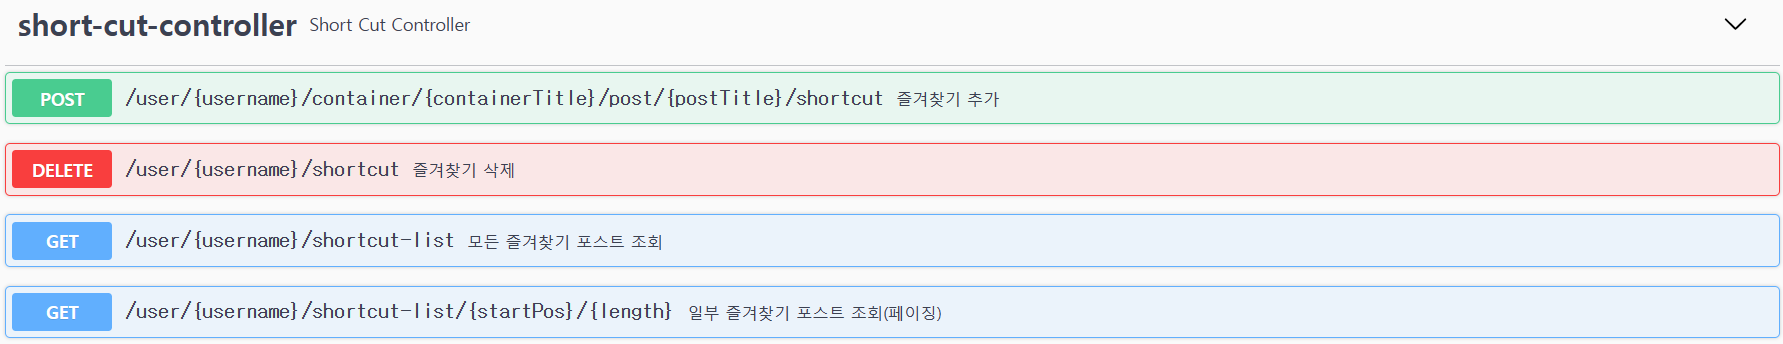 short-cut-controller Short Cut Controller
POST /user/{username}/container/{containerTitle}/post/{postTitle}/shortcut 즐겨찾기 추가
DELETE /user/{username}/shortcut 즐겨찾기 삭제
GET /user/{username}/shortcut-list 모든 즐겨찾기 포스트 조회
GET /user/{username}/shortcut-list/{startPos}/{length} 일부 즐겨찾기 포스트 조회(페이징)